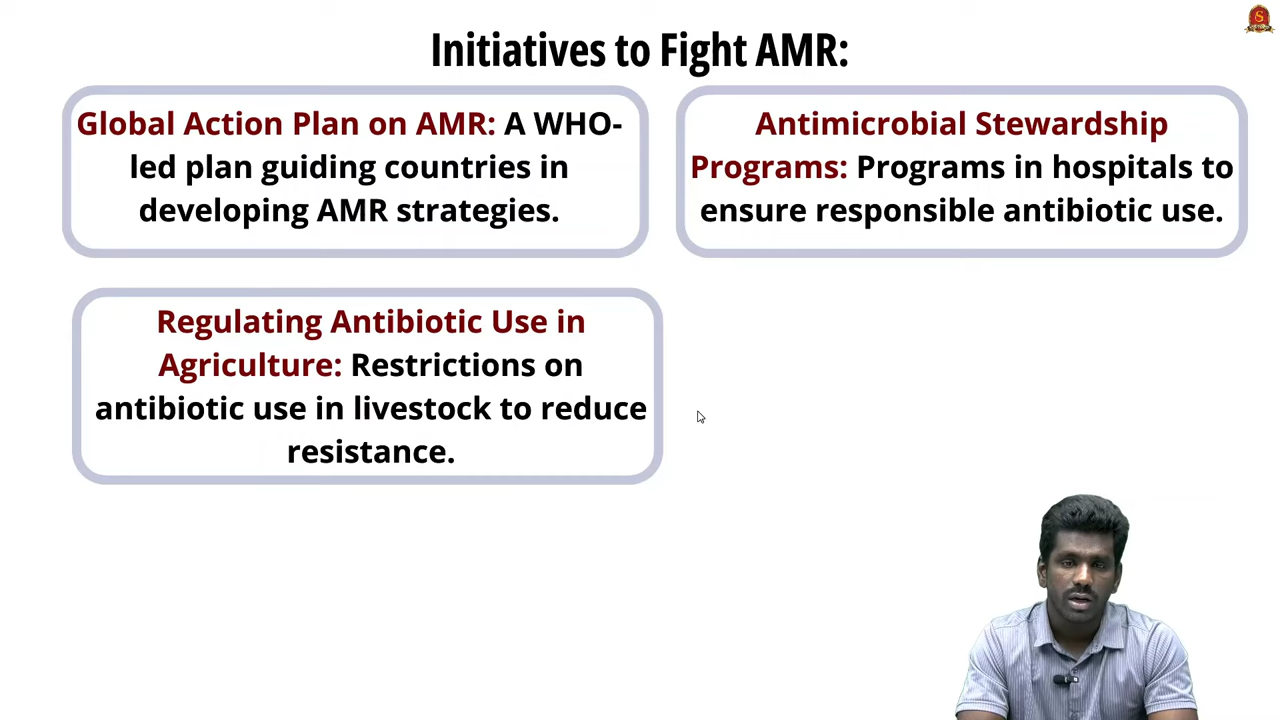 Initiatives to Fight AMR:
Global Action Plan on AMR: A WHO-
led plan guiding countries in
developing AMR strategies.
Antimicrobial Stewardship
Programs: Programs in hospitals to
ensure responsible antibiotic use.
Regulating Antibiotic Use in
Agriculture: Restrictions on
antibiotic use in livestock to reduce
resistance.